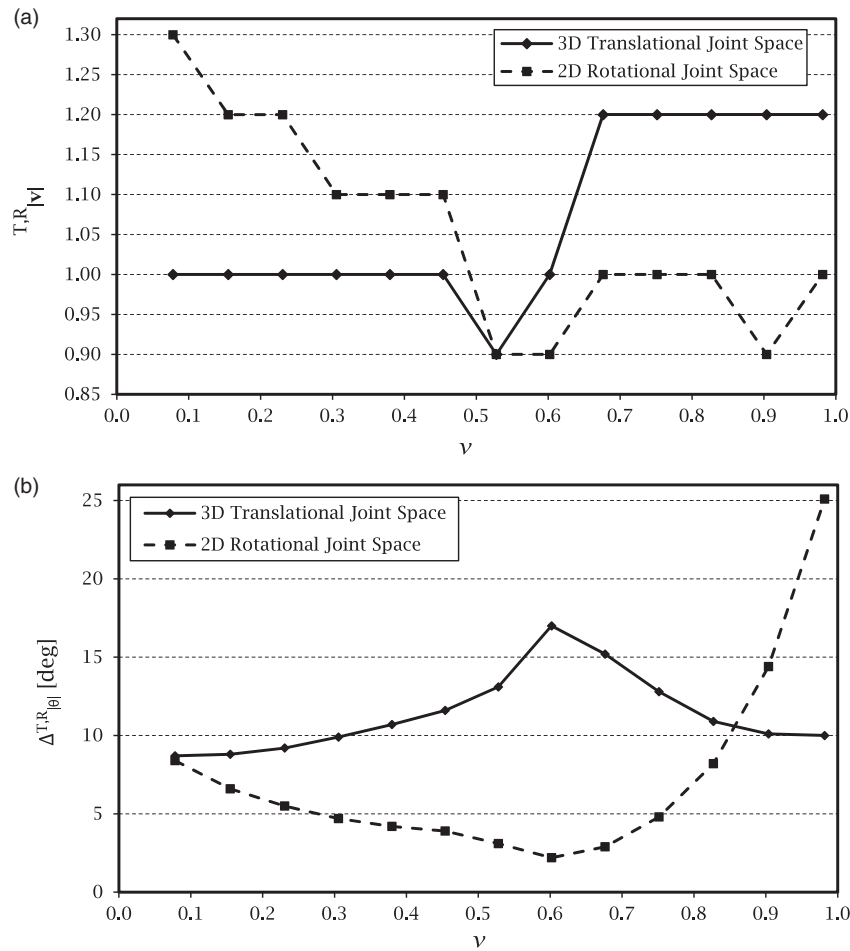 (a)
1.30
1.25
1.20
1.15
1.10
1.05
1.00
0.95
0.90
0.85
T,R|v|
3D Translational Joint Space
2D Rotational Joint Space
0.0 0.1 0.2 0.3 0.4 0.5 0.6 0.7 0.8 0.9 1.0
ν
(b)
25
20
15
10
5
0
Δ^T,R_|θ| [deg]
3D Translational Joint Space
2D Rotational Joint Space
0.0 0.1 0.2 0.3 0.4 0.5 0.6 0.7 0.8 0.9 1.0
ν